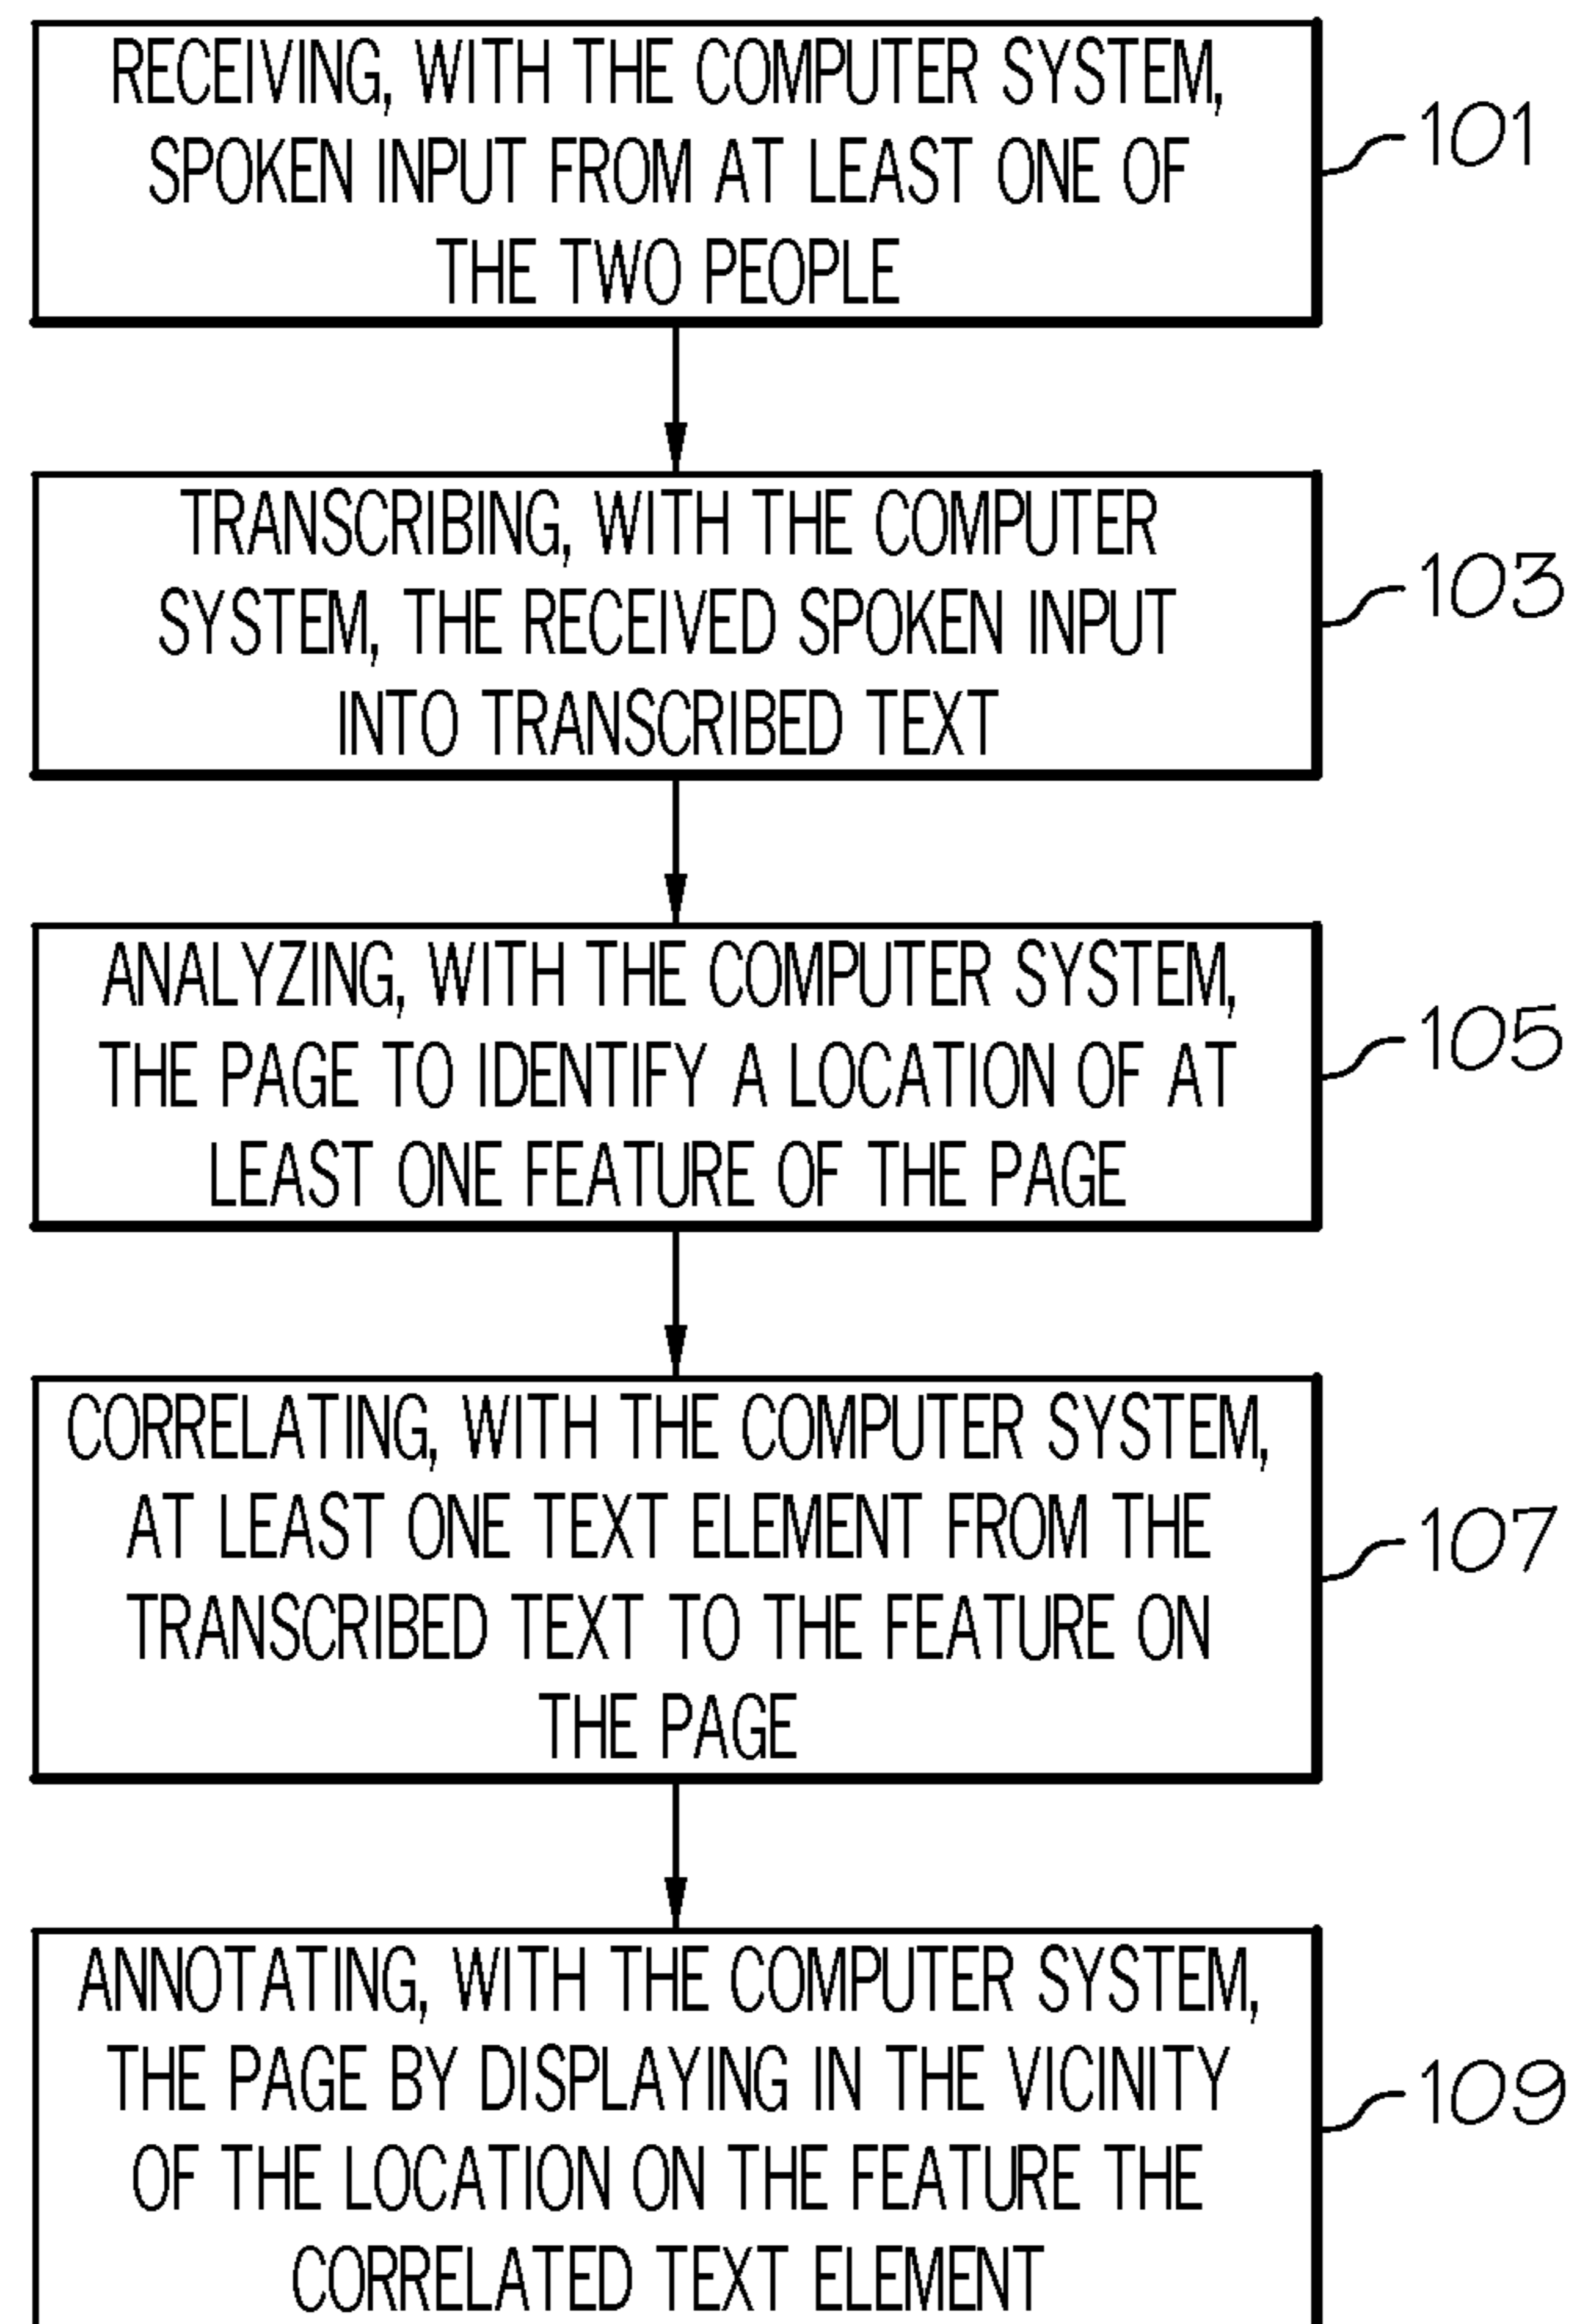 RECEIVING, WITH THE COMPUTER SYSTEM,
SPOKEN INPUT FROM AT LEAST ONE OF
THE TWO PEOPLE
101
TRANSCRIBING, WITH THE COMPUTER
SYSTEM, THE RECEIVED SPOKEN INPUT
INTO TRANSCRIBED TEXT
103
ANALYZING, WITH THE COMPUTER SYSTEM,
THE PAGE TO IDENTIFY A LOCATION OF AT
LEAST ONE FEATURE OF THE PAGE
105
CORRELATING, WITH THE COMPUTER SYSTEM,
AT LEAST ONE TEXT ELEMENT FROM THE
TRANSCRIBED TEXT TO THE FEATURE ON
THE PAGE
107
ANNOTATING, WITH THE COMPUTER SYSTEM,
THE PAGE BY DISPLAYING IN THE VICINITY
OF THE LOCATION ON THE FEATURE THE
CORRELATED TEXT ELEMENT
109